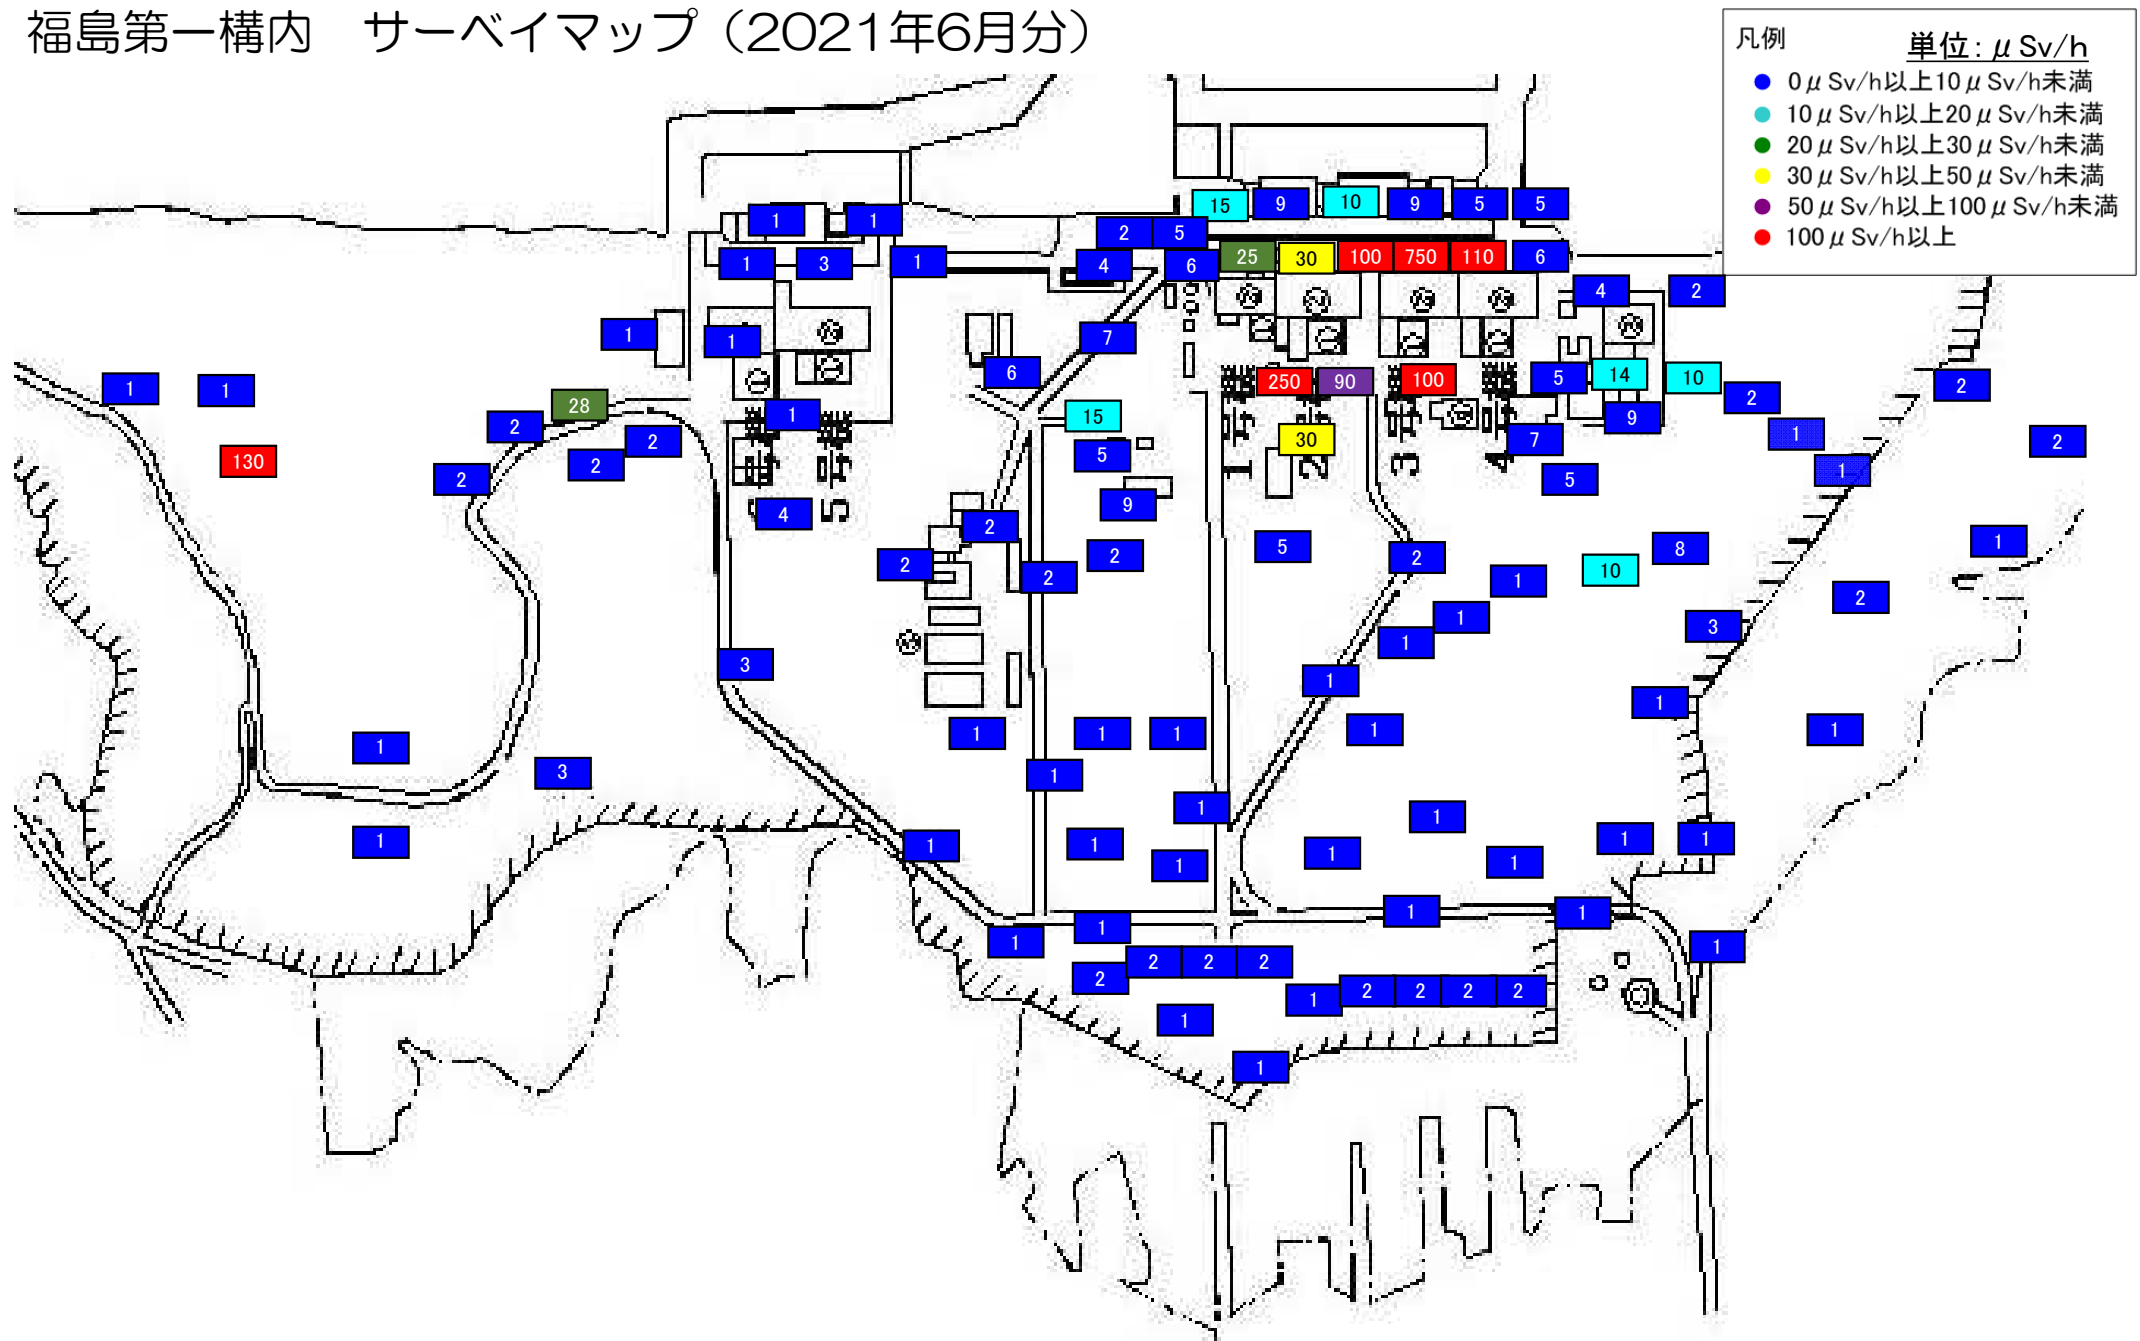 福島第一構内　サーベイマップ（2021年6月分）
凡例
単位：μSv/h
0μSv/h以上10μSv/h未満
10μSv/h以上20μSv/h未満
20μSv/h以上30μSv/h未満
30μSv/h以上50μSv/h未満
50μSv/h以上100μSv/h未満
100μSv/h以上
15 9 10 9 5 5
1 1 2 5
1 3 1 4 6 25 30 100 750 110 6
4 2
1 1 7
6 250 90 100 5 14 10
1 1 28 1 15 2 2
2 2 5 30 7 9 1 2
130 2 2 1
5号 1号 2 3号 4
4 9 5
2 2 2 2 5 2 1 10 8 1
1 1 3 2
3 1 1
1 1 1 1 1
1 3 1
1 1
1 1 1 1 1 1 1 1
1 1 1 1 1
1 2 2 2 2
1 2 2 2 2
1
1